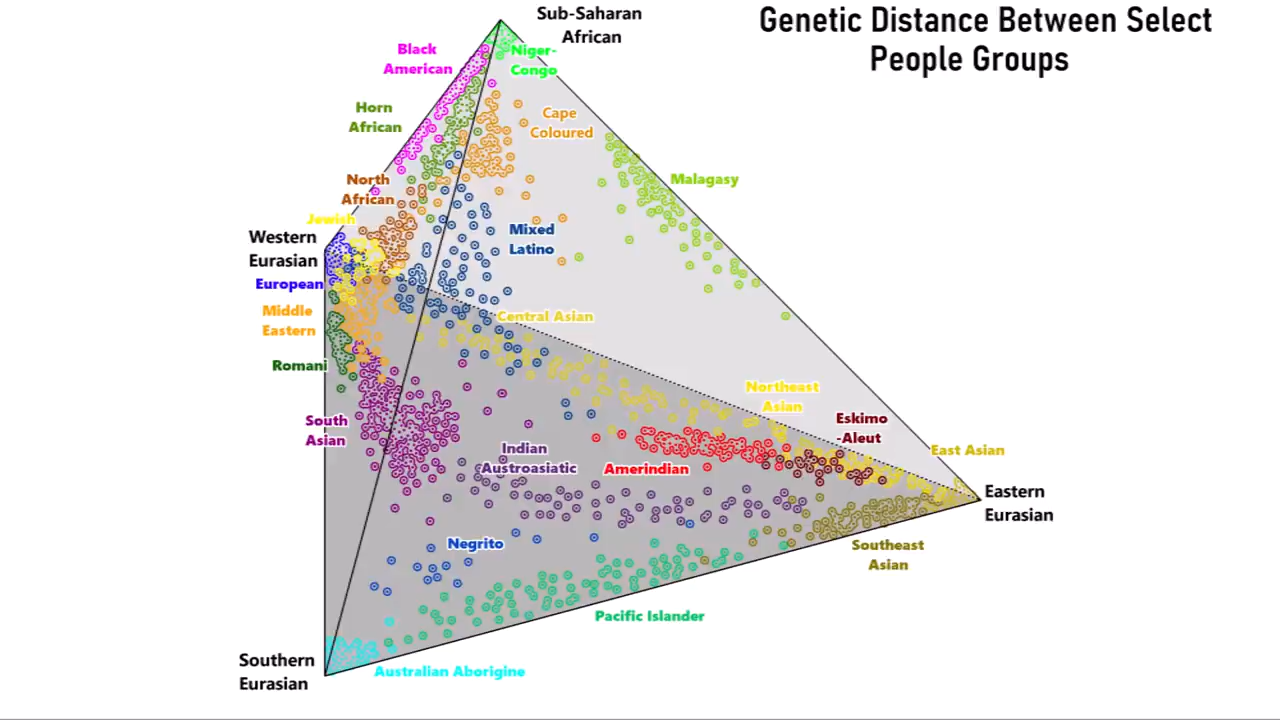 Genetic Distance Between Select
People Groups
Sub-Saharan
African
Black
American
Niger-
Congo
Horn
African
Cape
Coloured
North
African
Malagasy
Jewish
Western
Eurasian
Mixed
Latino
European
Middle
Eastern
Central Asian
Romani
Northeast
Asian
South
Asian
Eskimo
-Aleut
Indian
Austroasiatic
Amerindian
East Asian
Eastern
Eurasian
Negrito
Southeast
Asian
Pacific Islander
Southern
Eurasian
Australian Aborigine